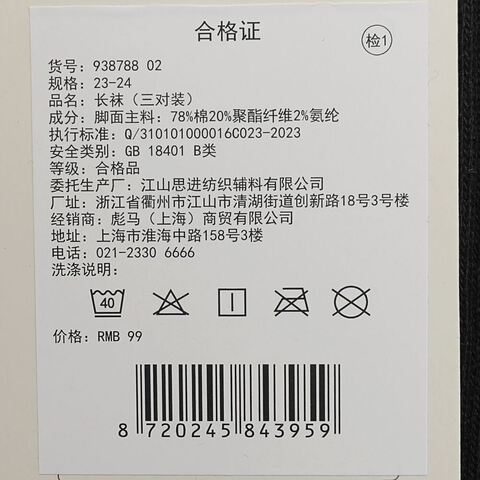 合格证
检1
货号：938788 02
规格：23-24
品名：长袜（三对装）
成分：脚面主料：78%棉20%聚酯纤维2%氨纶
执行标准：Q/310101000016C023-2023
安全类别：GB 18401 B类
等级：合格品
委托生产厂：江山思进纺织辅料有限公司
厂址：浙江省衢州市江山市清湖街道创新路18号3号楼
经销商：彪马（上海）商贸有限公司
地址：上海市淮海中路158号3楼
电话：021-2330 6666
洗涤说明：
40
价格：RMB 99
8 720245 843959